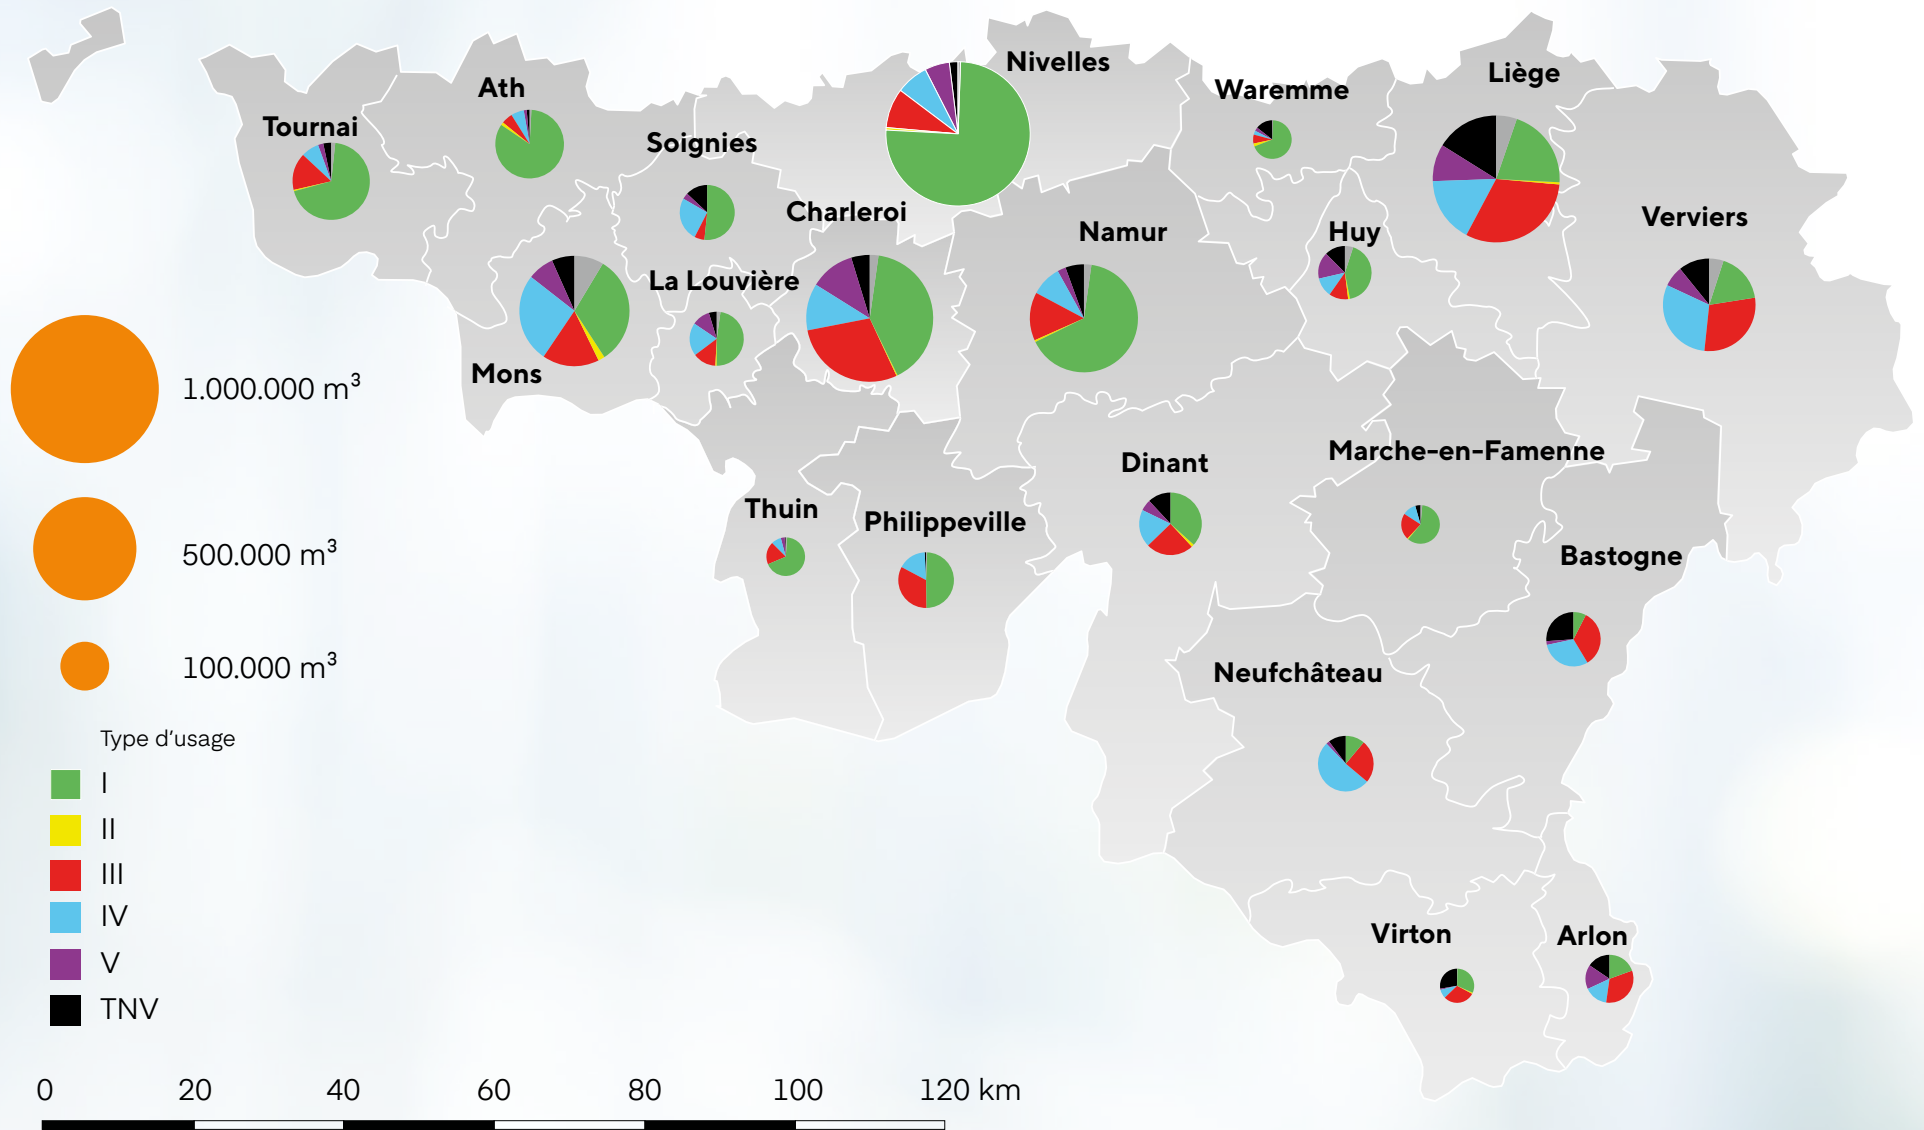 Nivelles
Liège
Ath
Waremme
Tournai
Soignies
Charleroi
Verviers
Namur
Huy
La Louvière
Mons
1.000.000 m³
Marche-en-Famenne
Dinant
Thuin
Philippeville
500.000 m³
Bastogne
100.000 m³
Neufchâteau
Type d'usage
I
II
III
IV
V
TNV
Virton
Arlon
0 20 40 60 80 100 120 km